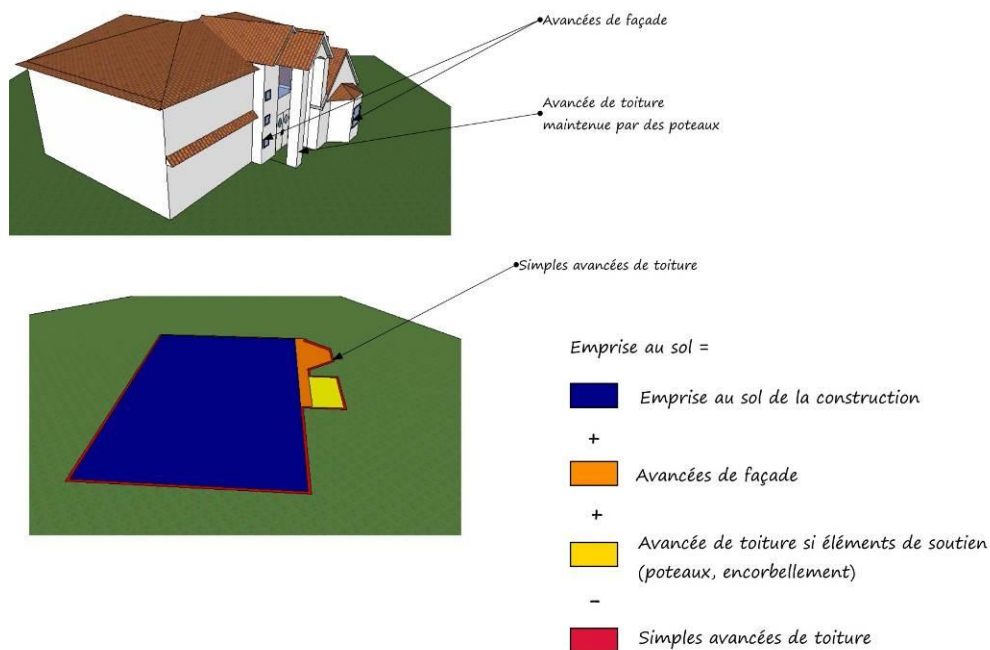 Avancées de façade
Avancée de toiture
maintenue par des poteaux
Simples avancées de toiture
Emprise au sol =
Emprise au sol de la construction
+
Avancées de façade
+
Avancée de toiture si éléments de soutien
(poteaux, encorbellement)
-
Simples avancées de toiture